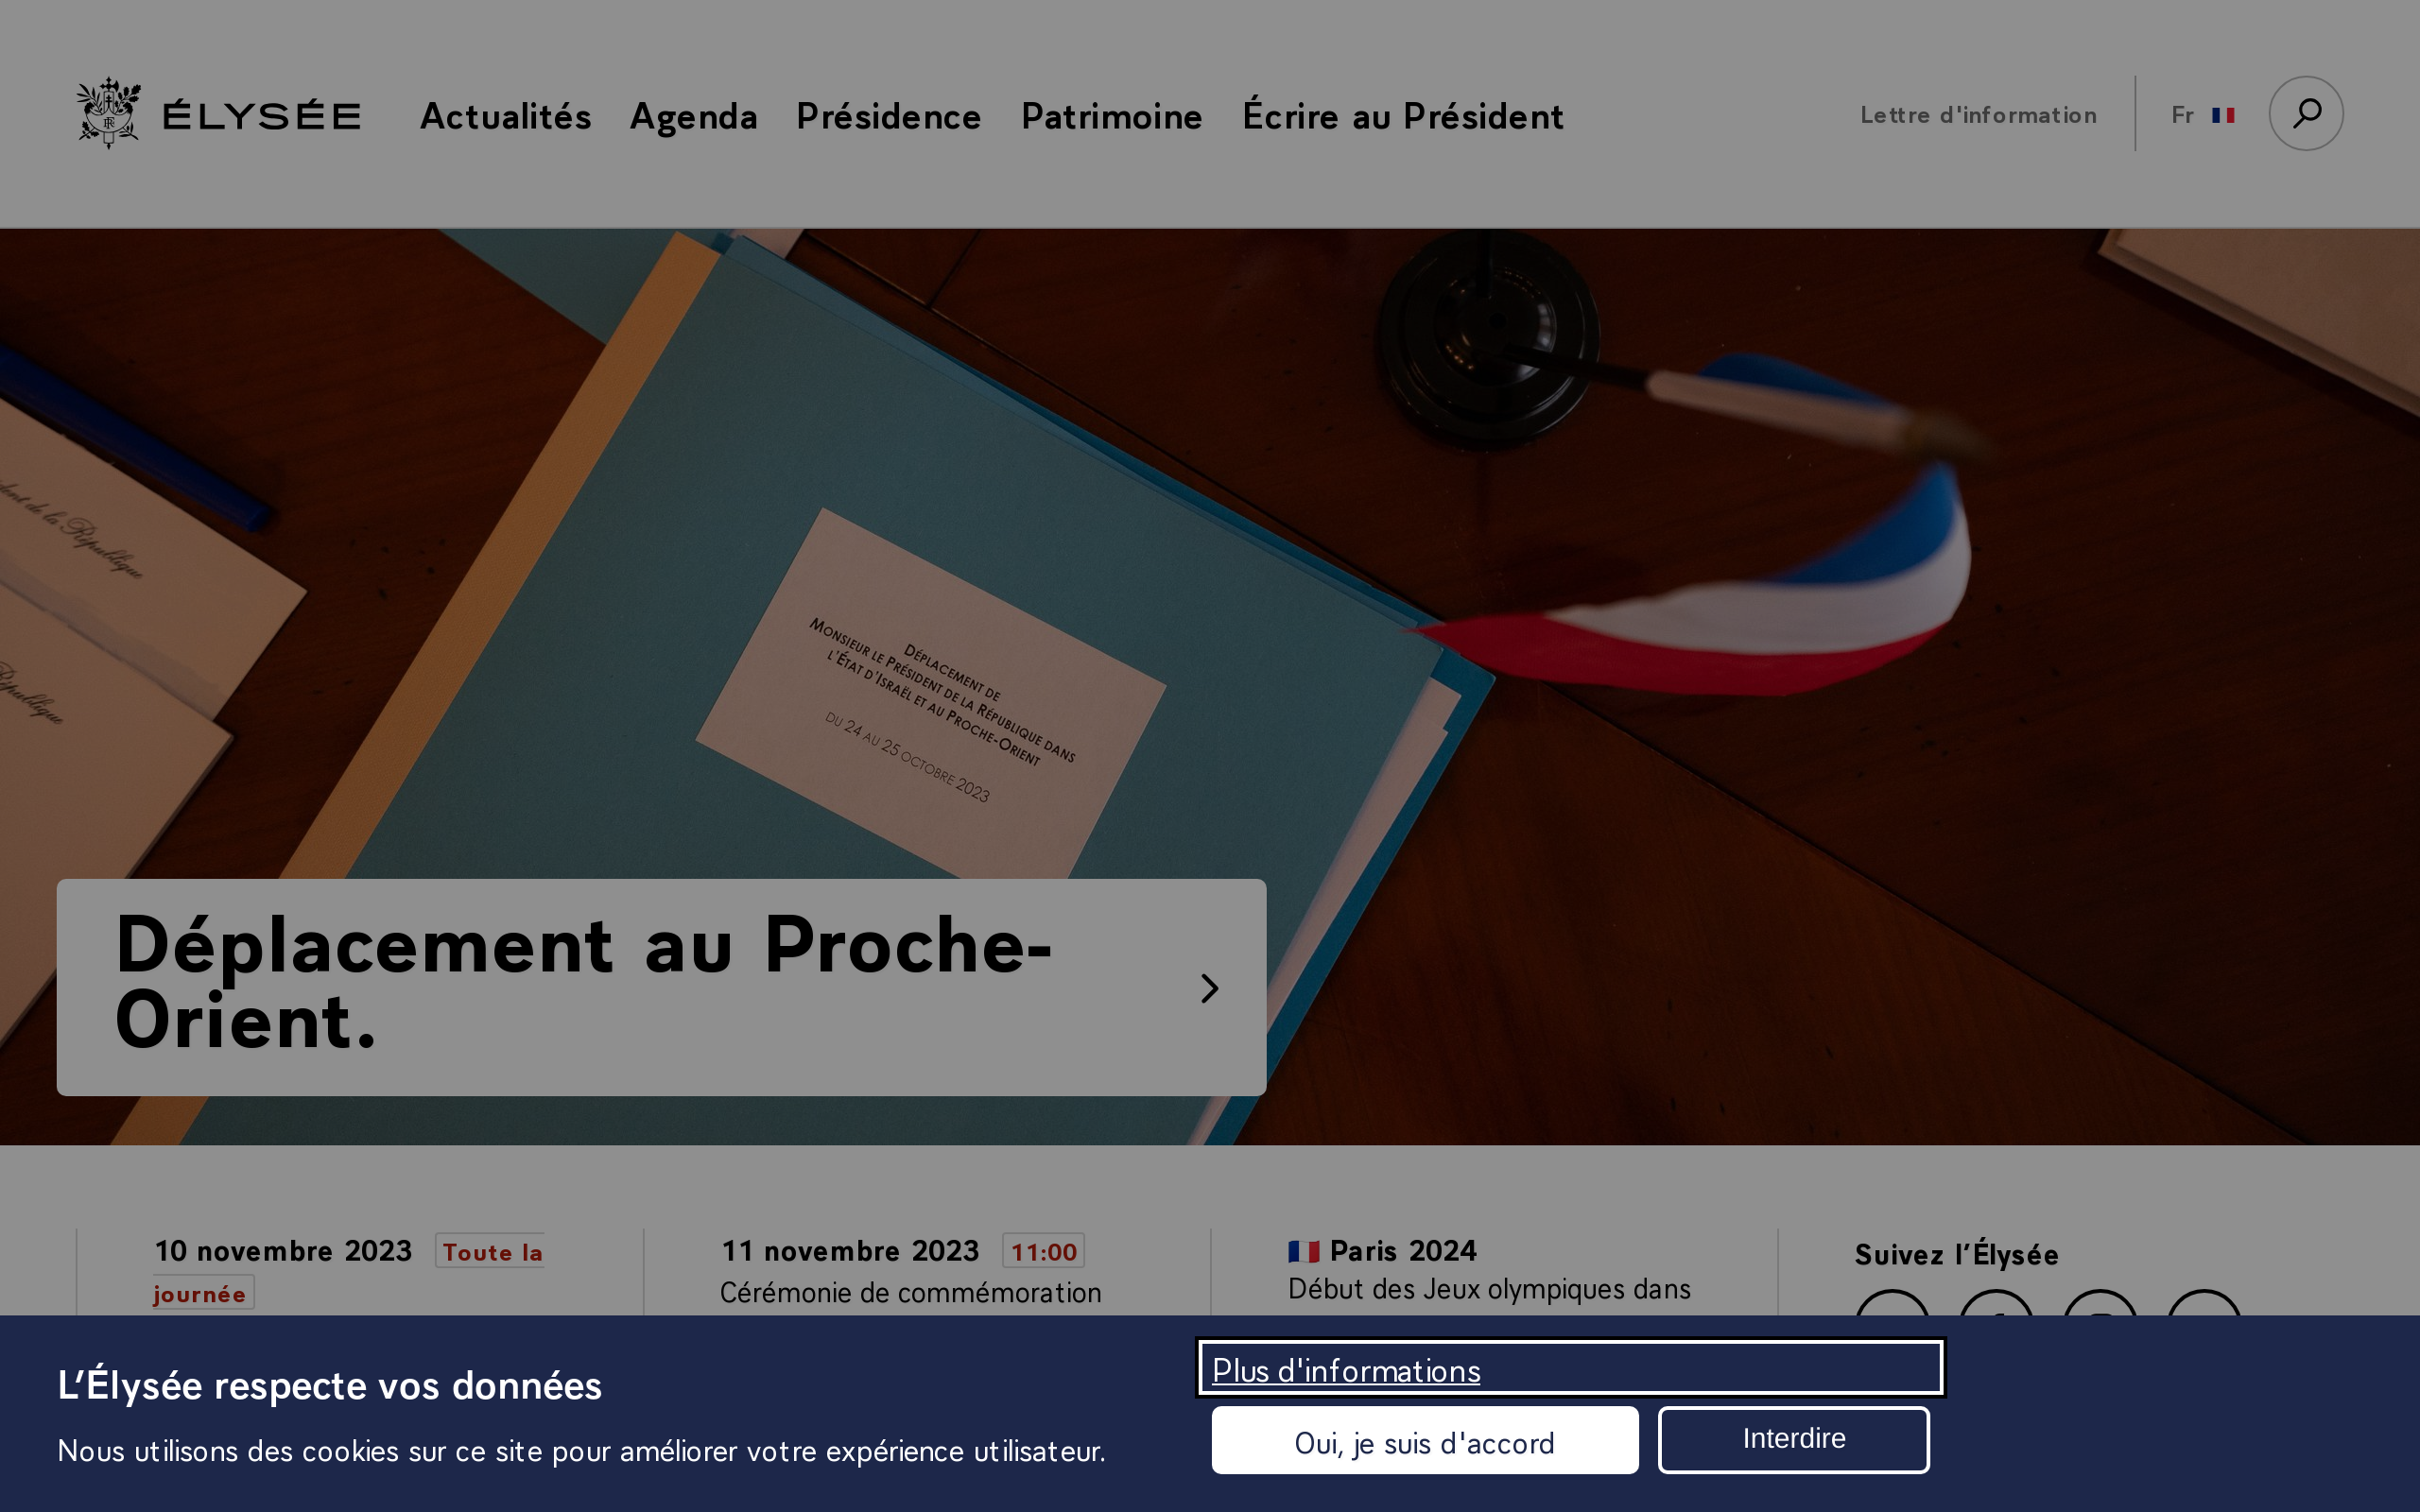 ÉLYSÉE
Actualités
Agenda
Présidence
Patrimoine
Écrire au Président
Lettre d'information
Fr
dent de la République
République
DÉPLACEMENT DE
MONSIEUR LE PRÉSIDENT DE LA RÉPUBLIQUE DANS
L'ÉTAT D'ISRAËL ET AU PROCHE-ORIENT
DU 24 AU 25 OCTOBRE 2023
Déplacement au Proche-
Orient.
10 novembre 2023 Toute la
journée
11 novembre 2023 11:00
Cérémonie de commémoration
Paris 2024
Début des Jeux olympiques dans
Suivez l’Élysée
L’Élysée respecte vos données
Nous utilisons des cookies sur ce site pour améliorer votre expérience utilisateur.
Plus d'informations
Oui, je suis d'accord
Interdire